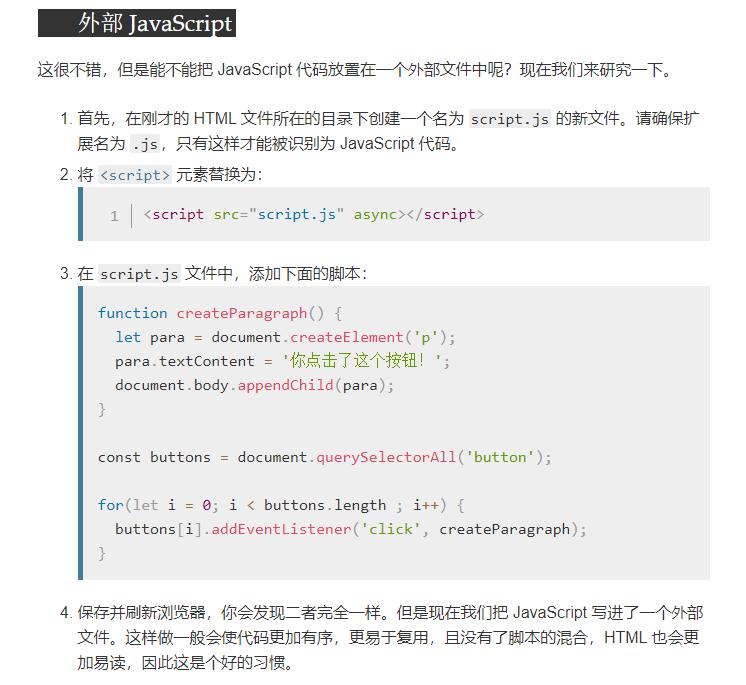 外部 JavaScript
这很不错，但是能不能把 JavaScript 代码放置在一个外部文件中呢？现在我们来研究一下。
1. 首先，在刚才的 HTML 文件所在的目录下创建一个名为 script.js 的新文件。请确保扩
展名为 .js，只有这样才能被识别为 JavaScript 代码。
2. 将 <script> 元素替换为：
1 <script src="script.js" async></script>
3. 在 script.js 文件中，添加下面的脚本：
function createParagraph() {
  let para = document.createElement('p');
  para.textContent = '你点击了这个按钮！';
  document.body.appendChild(para);
}
const buttons = document.querySelectorAll('button');
for(let i = 0; i < buttons.length ; i++) {
  buttons[i].addEventListener('click', createParagraph);
}
4. 保存并刷新浏览器，你会发现二者完全一样。但是现在我们把 JavaScript 写进了一个外部
文件。这样做一般会使代码更加有序，更易于复用，且没有了脚本的混合，HTML 也会更
加易读，因此这是个好的习惯。